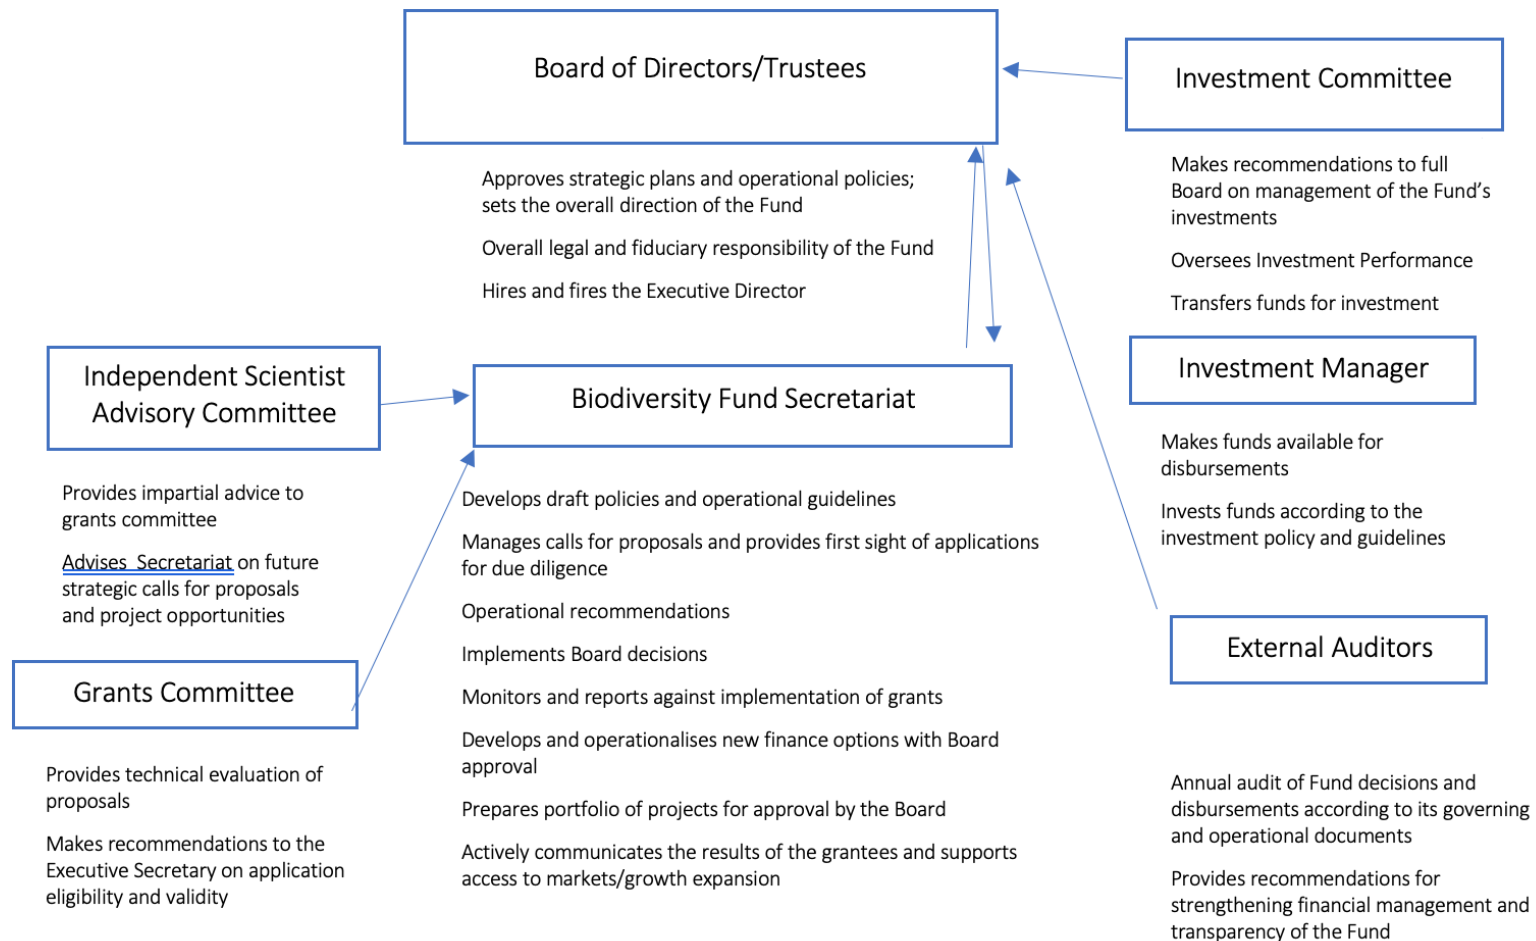 Board of Directors/Trustees
Approves strategic plans and operational policies;
sets the overall direction of the Fund
Overall legal and fiduciary responsibility of the Fund
Hires and fires the Executive Director
Investment Committee
Makes recommendations to full
Board on management of the Fund’s
investments
Oversees Investment Performance
Transfers funds for investment
Independent Scientist
Advisory Committee
Provides impartial advice to
grants committee
Advises  Secretariat on future
strategic calls for proposals
and project opportunities
Biodiversity Fund Secretariat
Develops draft policies and operational guidelines
Manages calls for proposals and provides first sight of applications
for due diligence
Operational recommendations
Implements Board decisions
Monitors and reports against implementation of grants
Develops and operationalises new finance options with Board
approval
Prepares portfolio of projects for approval by the Board
Actively communicates the results of the grantees and supports
access to markets/growth expansion
Investment Manager
Makes funds available for
disbursements
Invests funds according to the
investment policy and guidelines
Grants Committee
Provides technical evaluation of
proposals
Makes recommendations to the
Executive Secretary on application
eligibility and validity
External Auditors
Annual audit of Fund decisions and
disbursements according to its governing
and operational documents
Provides recommendations for
strengthening financial management and
transparency of the Fund